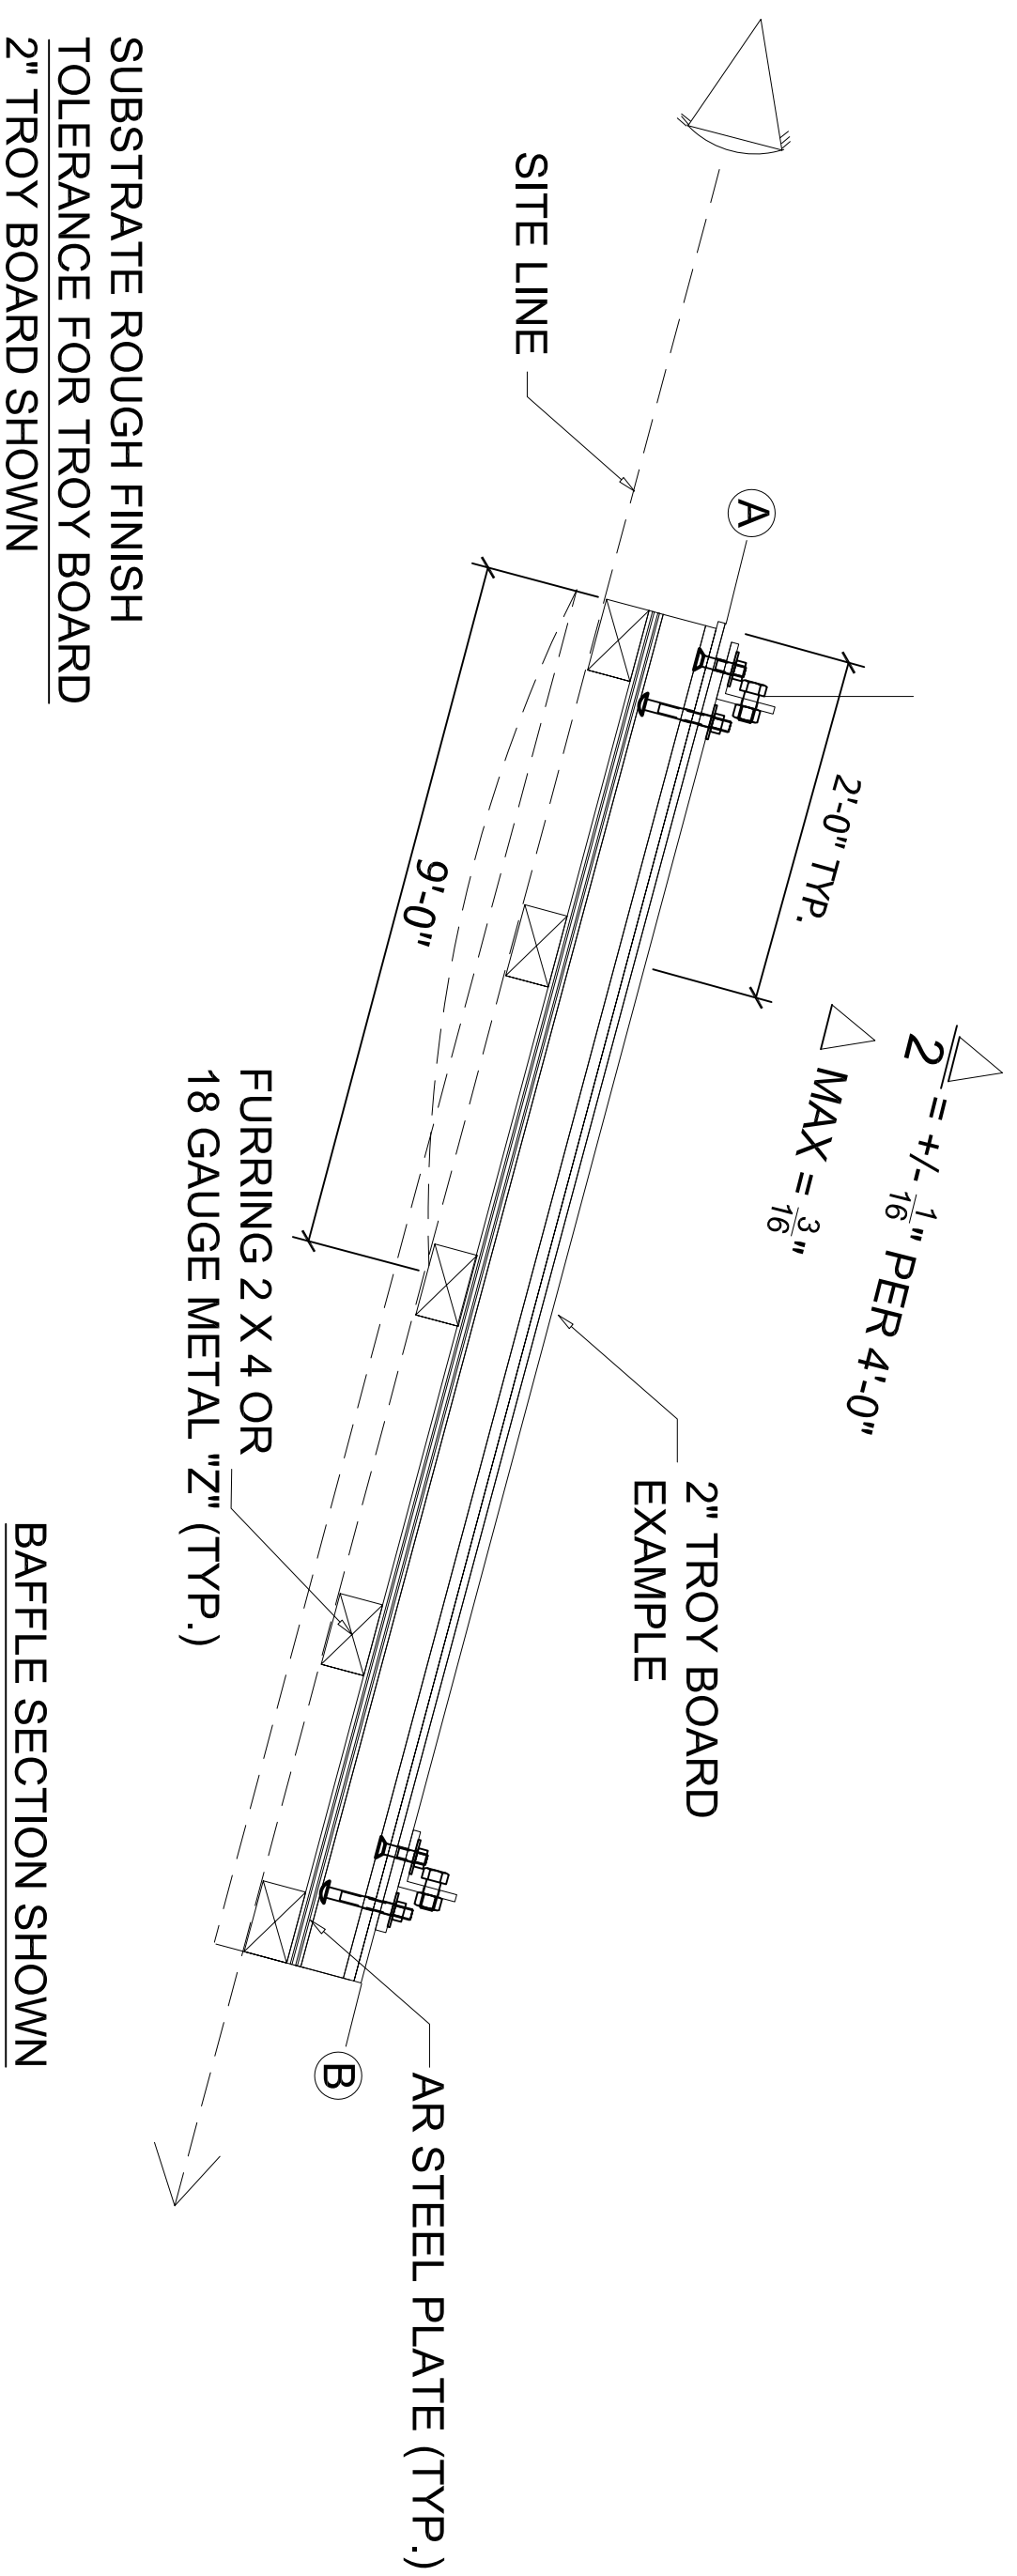 2 = +/- 1/16" PER 4'-0"
MAX = 3/16"
2'-0" TYP.
A
SITE LINE
9'-0"
2" TROY BOARD
EXAMPLE
B
AR STEEL PLATE (TYP.)
FURRING 2 X 4 OR
18 GAUGE METAL "Z" (TYP.)
SUBSTRATE ROUGH FINISH
TOLERANCE FOR TROY BOARD
2" TROY BOARD SHOWN
BAFFLE SECTION SHOWN